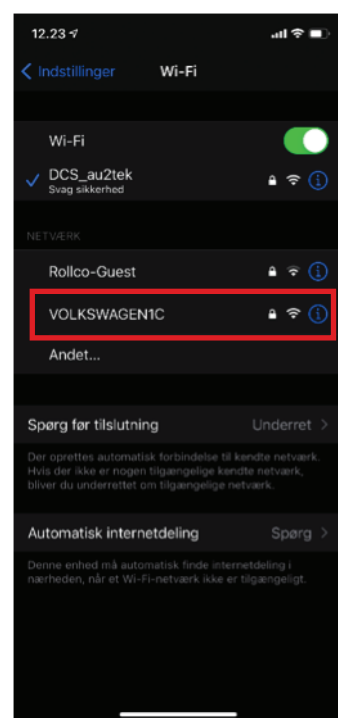 12.23
Indstillinger
Wi-Fi
Wi-Fi
DCS_au2tek
Svag sikkerhed
NETVÆRK
Rollco-Guest
VOLKSWAGEN1C
Andet...
Spørg før tilslutning
Underret
Der oprettes automatisk forbindelse til kendte netværk.
Hvis der ikke er nogen tilgængelige kendte netværk,
bliver du underrettet om tilgængelige netværk.
Automatisk internetdeling
Spørg
Denne enhed må automatisk finde internetdeling i
nærheden, når et Wi-Fi-netværk ikke er tilgængeligt.